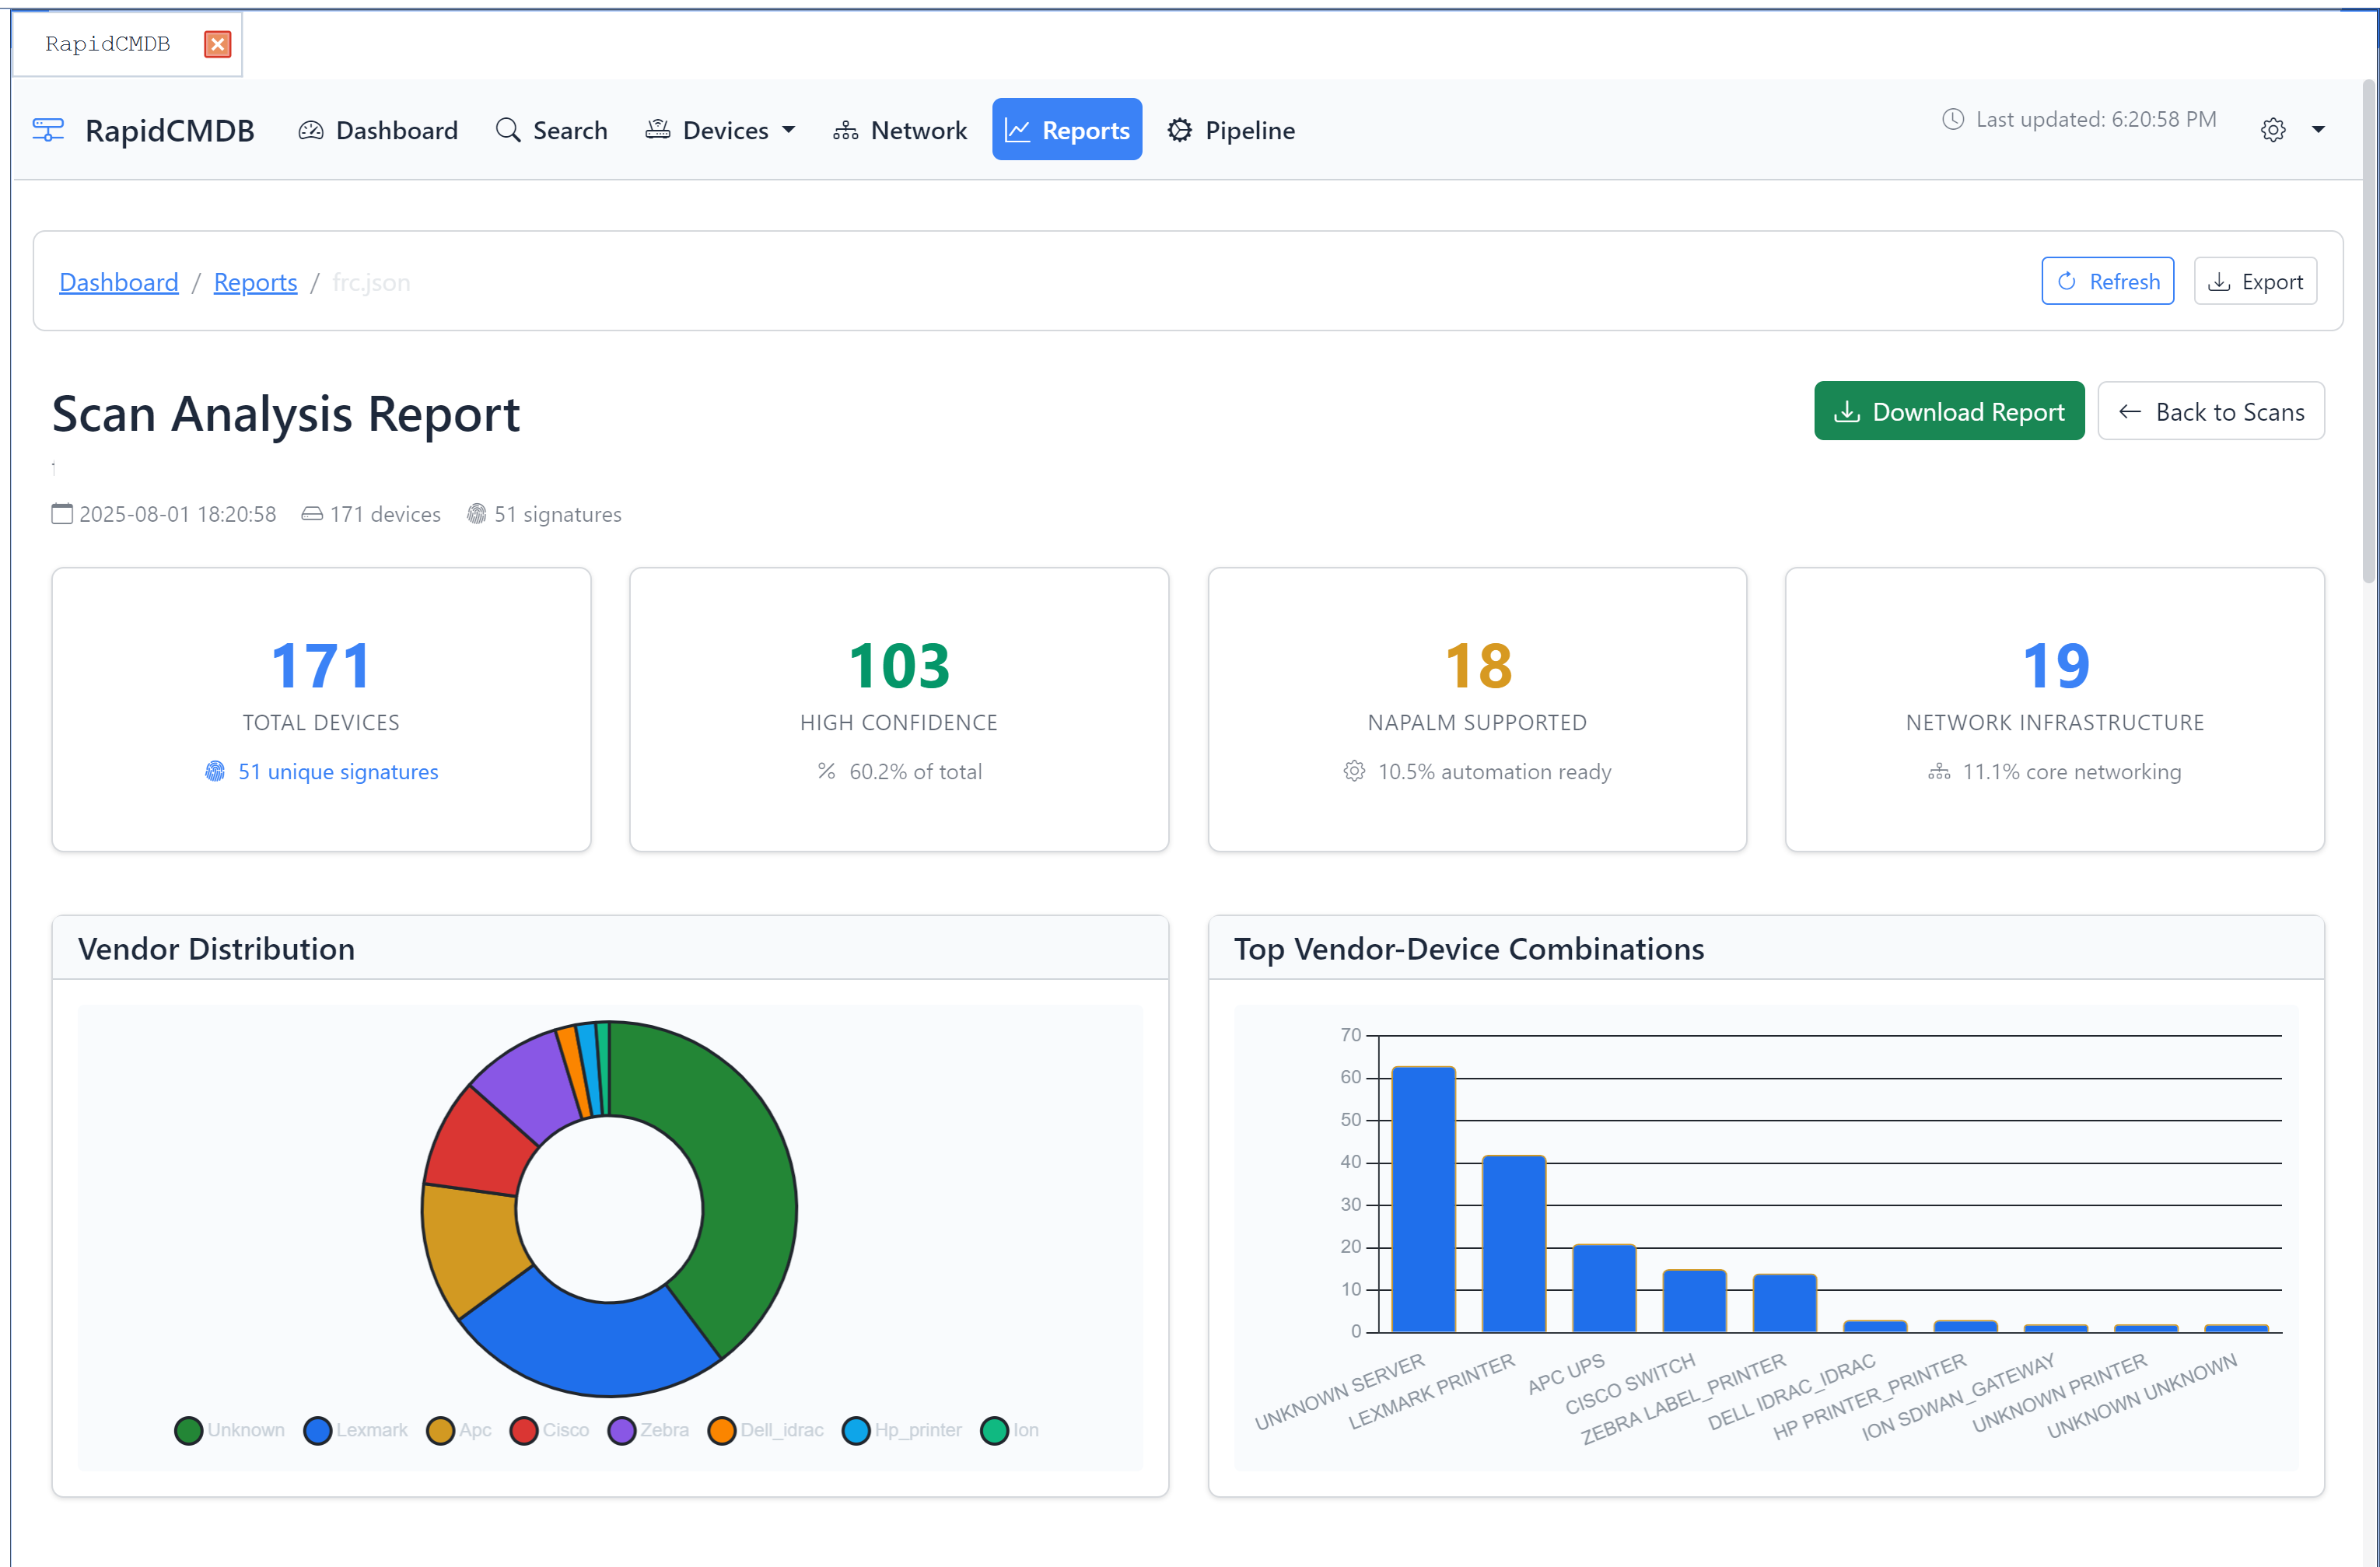 RapidCMDB
RapidCMDB Dashboard Search Devices Network Reports Pipeline Last updated: 6:20:58 PM
Dashboard / Reports / frc.json Refresh Export
Scan Analysis Report Download Report Back to Scans
2025-08-01 18:20:58 171 devices 51 signatures
171
TOTAL DEVICES
51 unique signatures
103
HIGH CONFIDENCE
% 60.2% of total
18
NAPALM SUPPORTED
10.5% automation ready
19
NETWORK INFRASTRUCTURE
11.1% core networking
Vendor Distribution
Unknown Lexmark Apc Cisco Zebra Dell_idrac Hp_printer Ion
Top Vendor-Device Combinations
70
60
50
40
30
20
10
0
UNKNOWN SERVER
LEXMARK PRINTER
APC UPS
CISCO SWITCH
ZEBRA LABEL_PRINTER
DELL IDRAC_IDRAC
HP PRINTER_PRINTER
ION SDWAN_GATEWAY
UNKNOWN PRINTER
UNKNOWN UNKNOWN